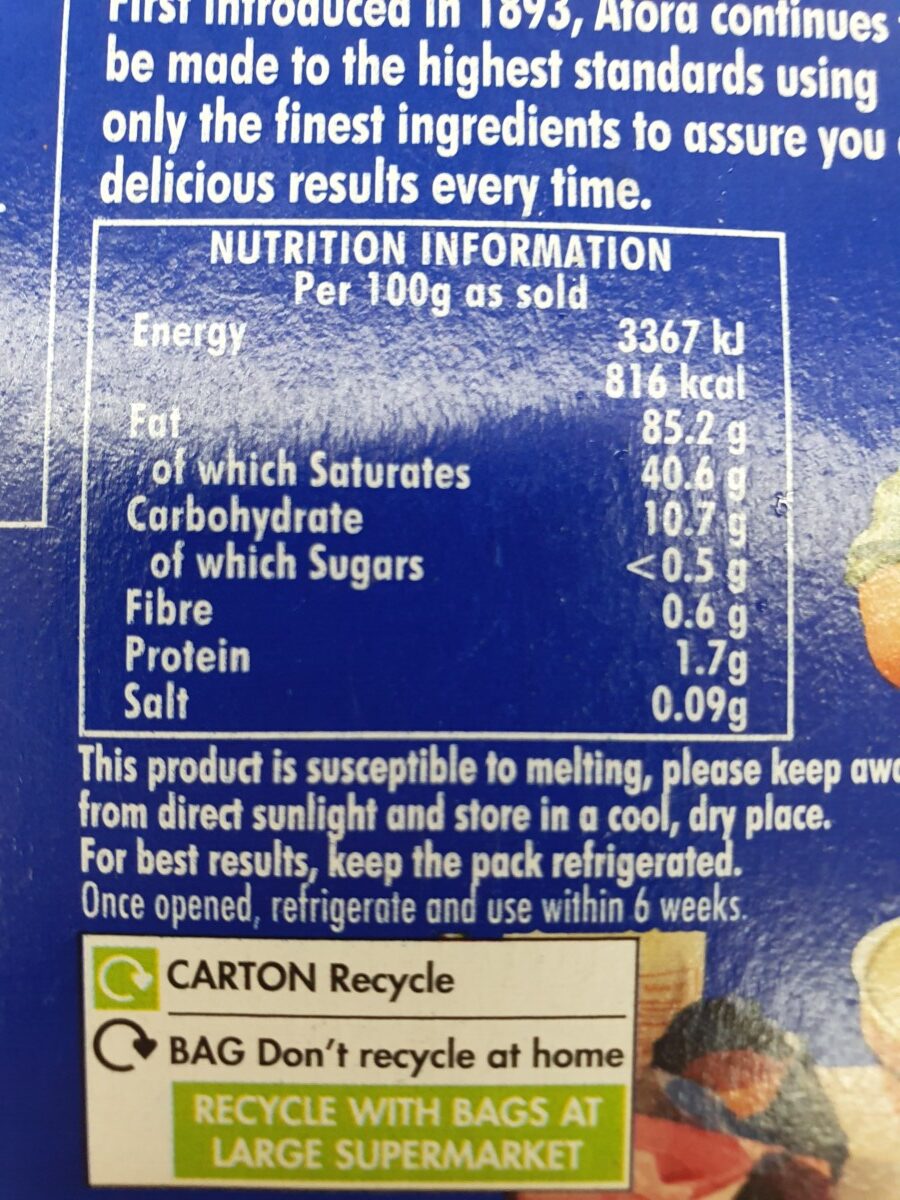 First introduced in 1893, Atora continues
be made to the highest standards using
only the finest ingredients to assure you
delicious results every time.
NUTRITION INFORMATION
Per 100g as sold
Energy 3367 kJ
816 kcal
Fat 85.2 g
of which Saturates 40.6 g
Carbohydrate 10.7 g
of which Sugars <0.5 g
Fibre 0.6 g
Protein 1.7g
Salt 0.09g
This product is susceptible to melting, please keep
from direct sunlight and store in a cool, dry place.
For best results, keep the pack refrigerated.
Once opened, refrigerate and use within 6 weeks.
CARTON Recycle
BAG Don't recycle at home
RECYCLE WITH BAGS AT
LARGE SUPERMARKET